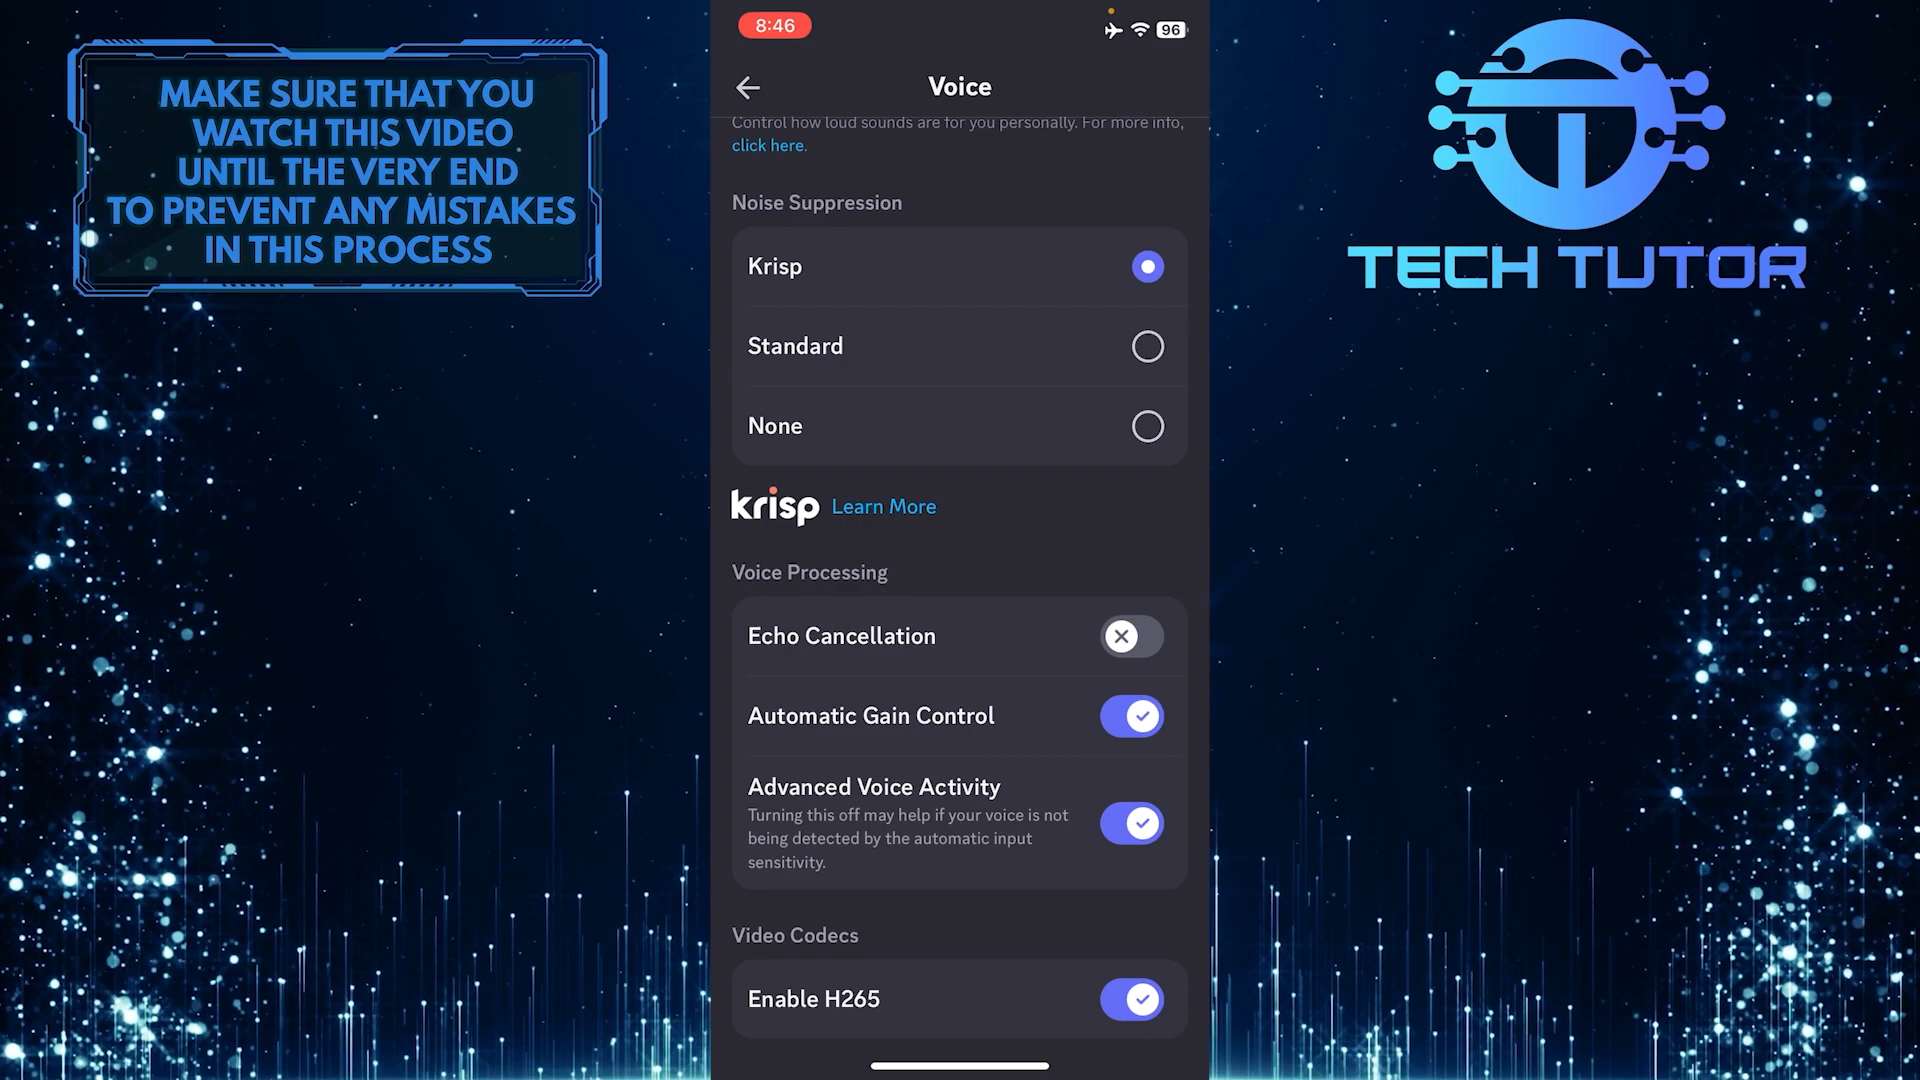 MAKE SURE THAT YOU
WATCH THIS VIDEO
UNTIL THE VERY END
TO PREVENT ANY MISTAKES
IN THIS PROCESS
8:46
96
Voice
Control how loud sounds are for you personally. For more info,
click here.
Noise Suppression
Krisp
Standard
None
krisp Learn More
Voice Processing
Echo Cancellation
Automatic Gain Control
Advanced Voice Activity
Turning this off may help if your voice is not
being detected by the automatic input
sensitivity.
Video Codecs
Enable H265
TECH TUTOR